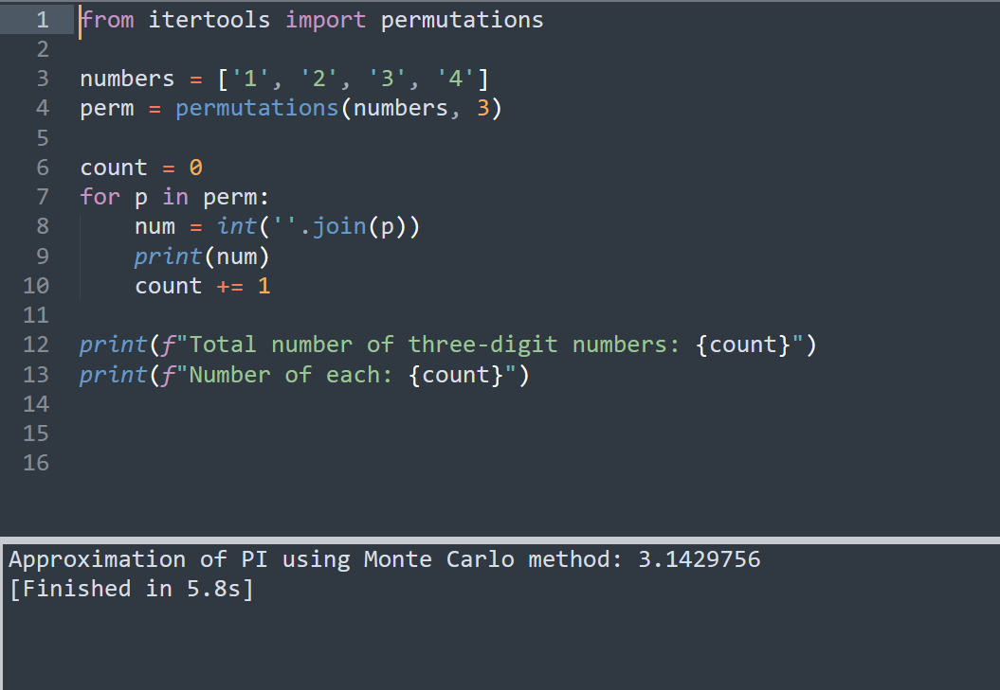 1 from itertools import permutations
2
3 numbers = ['1', '2', '3', '4']
4 perm = permutations(numbers, 3)
5
6 count = 0
7 for p in perm:
8     num = int(''.join(p))
9     print(num)
10     count += 1
11
12 print(f"Total number of three-digit numbers: {count}")
13 print(f"Number of each: {count}")
14
15
16
Approximation of PI using Monte Carlo method: 3.1429756
[Finished in 5.8s]